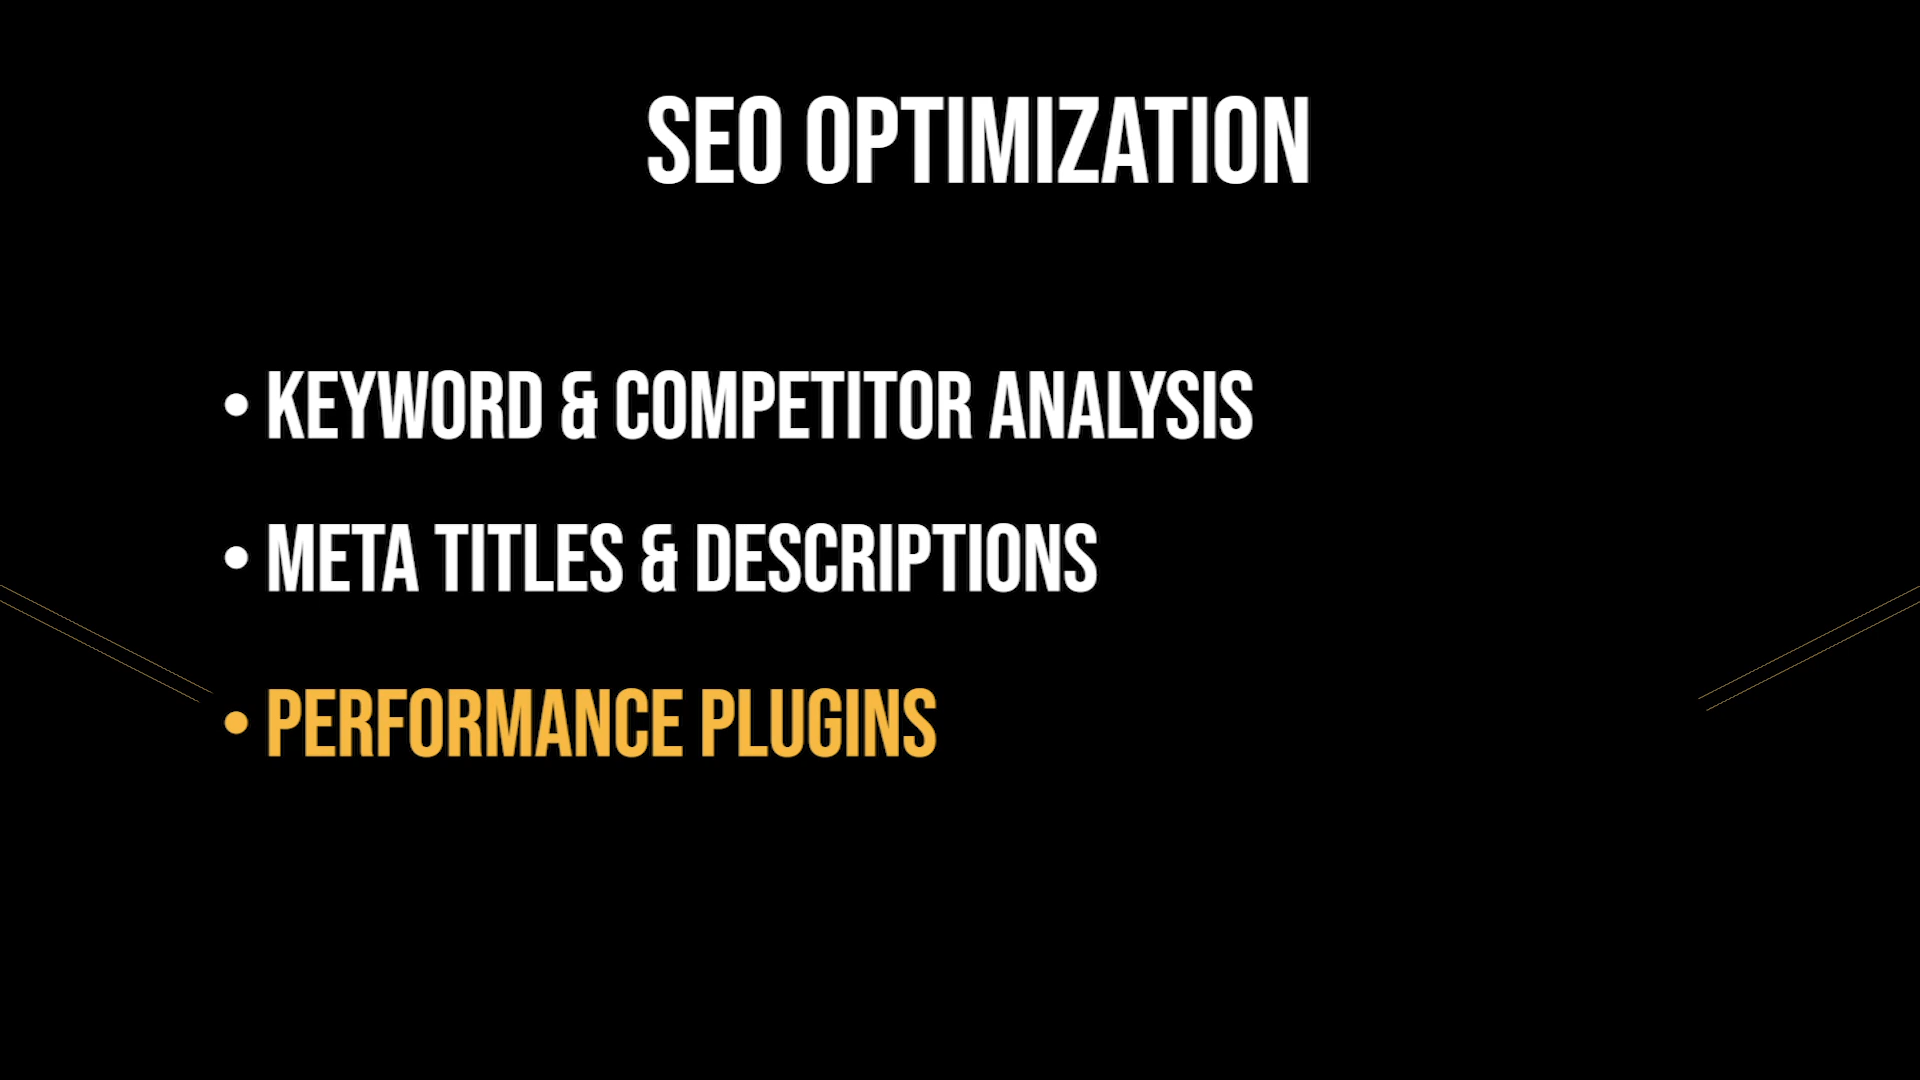 SEO OPTIMIZATION
• KEYWORD & COMPETITOR ANALYSIS
• META TITLES & DESCRIPTIONS
• PERFORMANCE PLUGINS